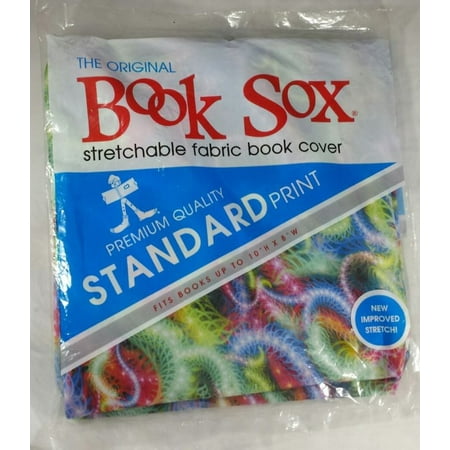 THE ORIGINAL
Book Sox®
stretchable fabric book cover
PREMIUM QUALITY
STANDARD PRINT
FITS BOOKS UP TO 10"H X 8"W
NEW
IMPROVED
STRETCH!